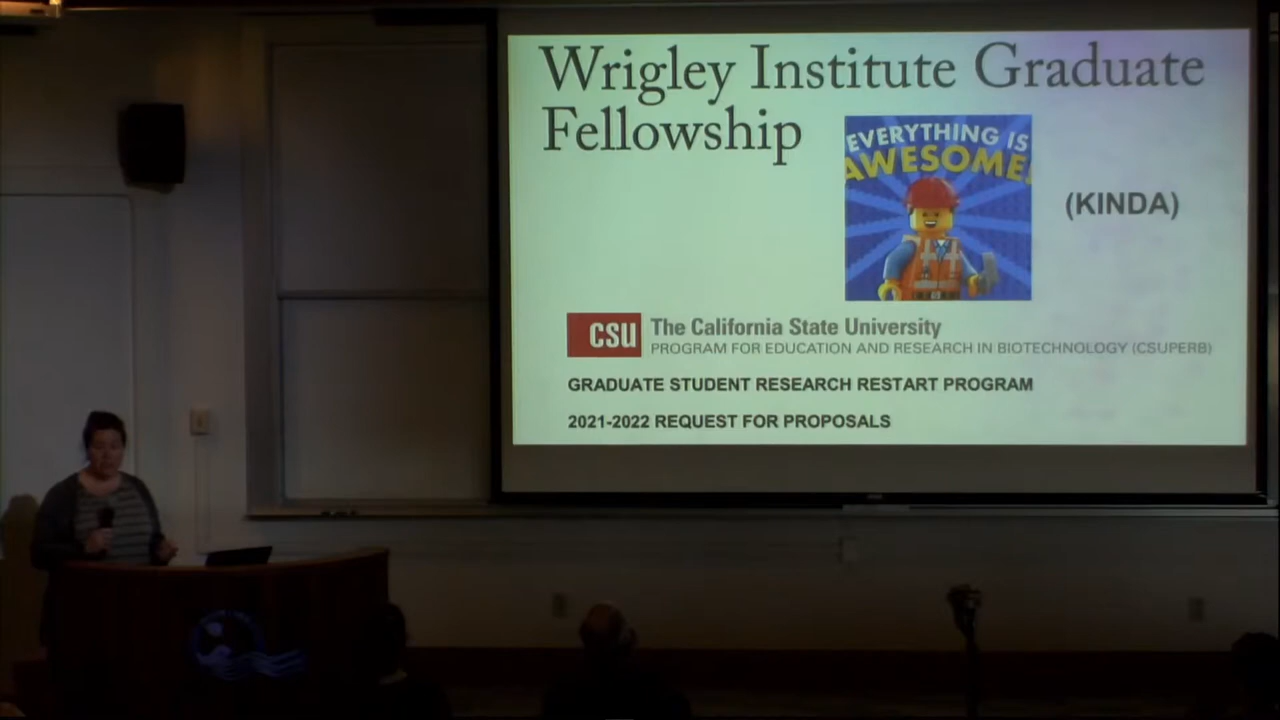 Wrigley Institute Graduate
Fellowship
EVERYTHING IS
AWESOME!
(KINDA)
CSU The California State University
PROGRAM FOR EDUCATION AND RESEARCH IN BIOTECHNOLOGY (CSUPERB)
GRADUATE STUDENT RESEARCH RESTART PROGRAM
2021-2022 REQUEST FOR PROPOSALS